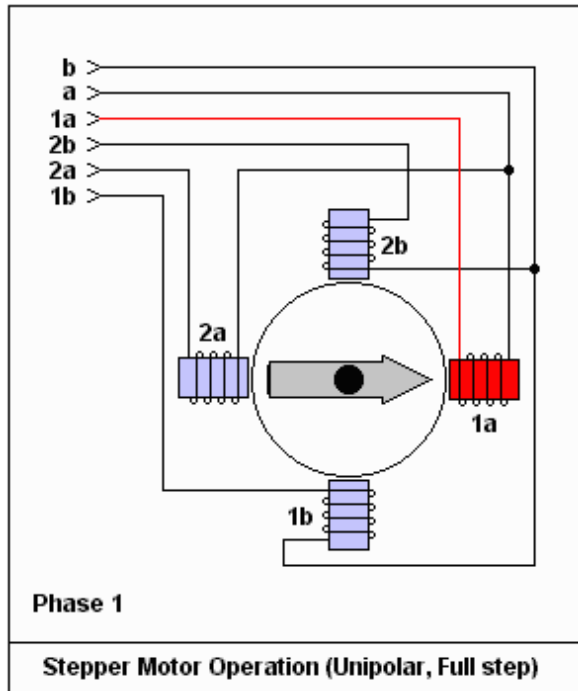 b
a
1a
2b
2a
1b
2b
2a
1a
1b
Phase 1
Stepper Motor Operation (Unipolar, Full step)